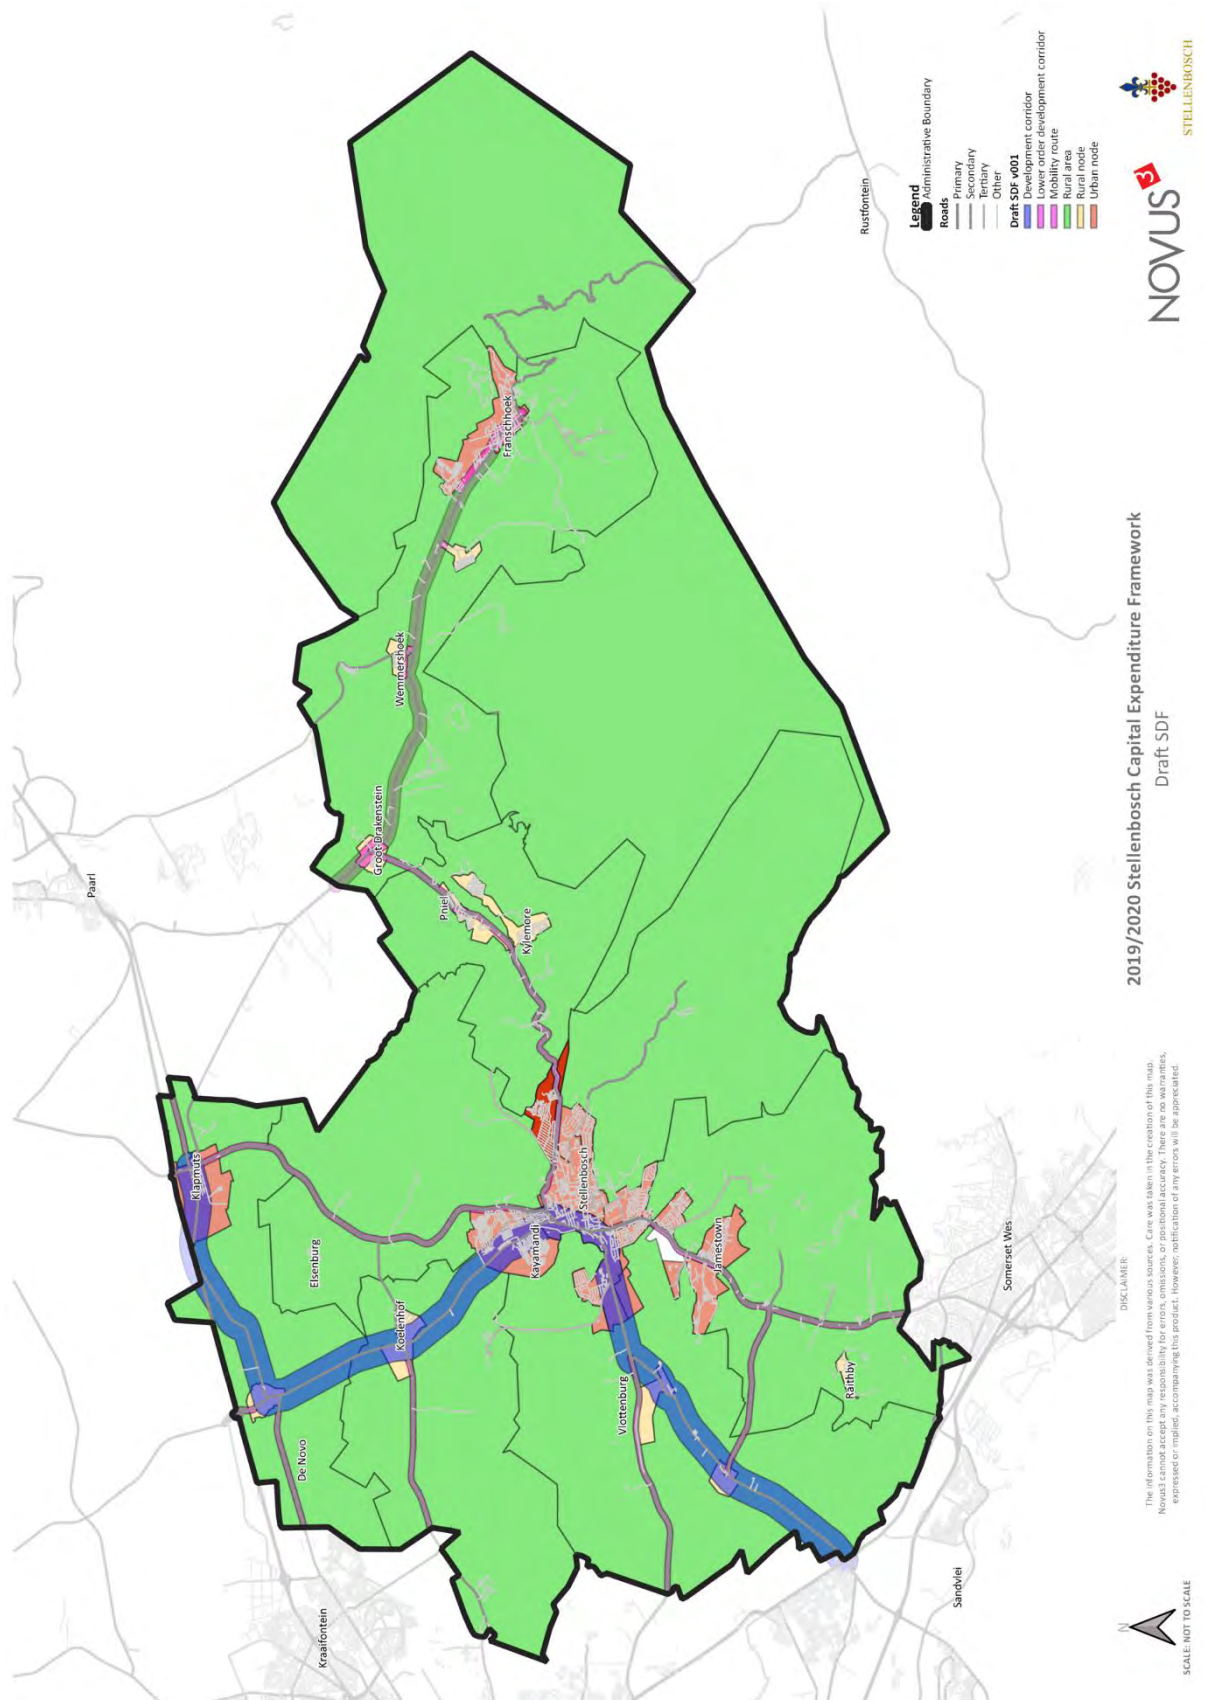 Paarl
Klapmuts
Elsenburg
De Novo
Koelenhof
Kayamandi
Stellenbosch
Vlottenburg
Jamestown
Raithby
Pniel
Kylemore
Groot Drakenstein
Wemmershoek
Franschhoek
Kraaifontein
Sandvlei
Somerset Wes
Rustfontein
Legend
Administrative Boundary
Roads
Primary
Secondary
Tertiary
Other
Draft SDF v001
Development corridor
Lower order development corridor
Mobility route
Rural area
Rural node
Urban node
N
SCALE: NOT TO SCALE
DISCLAIMER:
The information on this map was derived from various sources. Care was taken in the creation of this map.
Novus3 cannot accept any responsibility for errors, omissions, or positional accuracy. There are no warranties,
expressed or implied, accompanying this product. However, notification of any errors will be appreciated.
2019/2020 Stellenbosch Capital Expenditure Framework
Draft SDF
NOVUS3
STELLENBOSCH